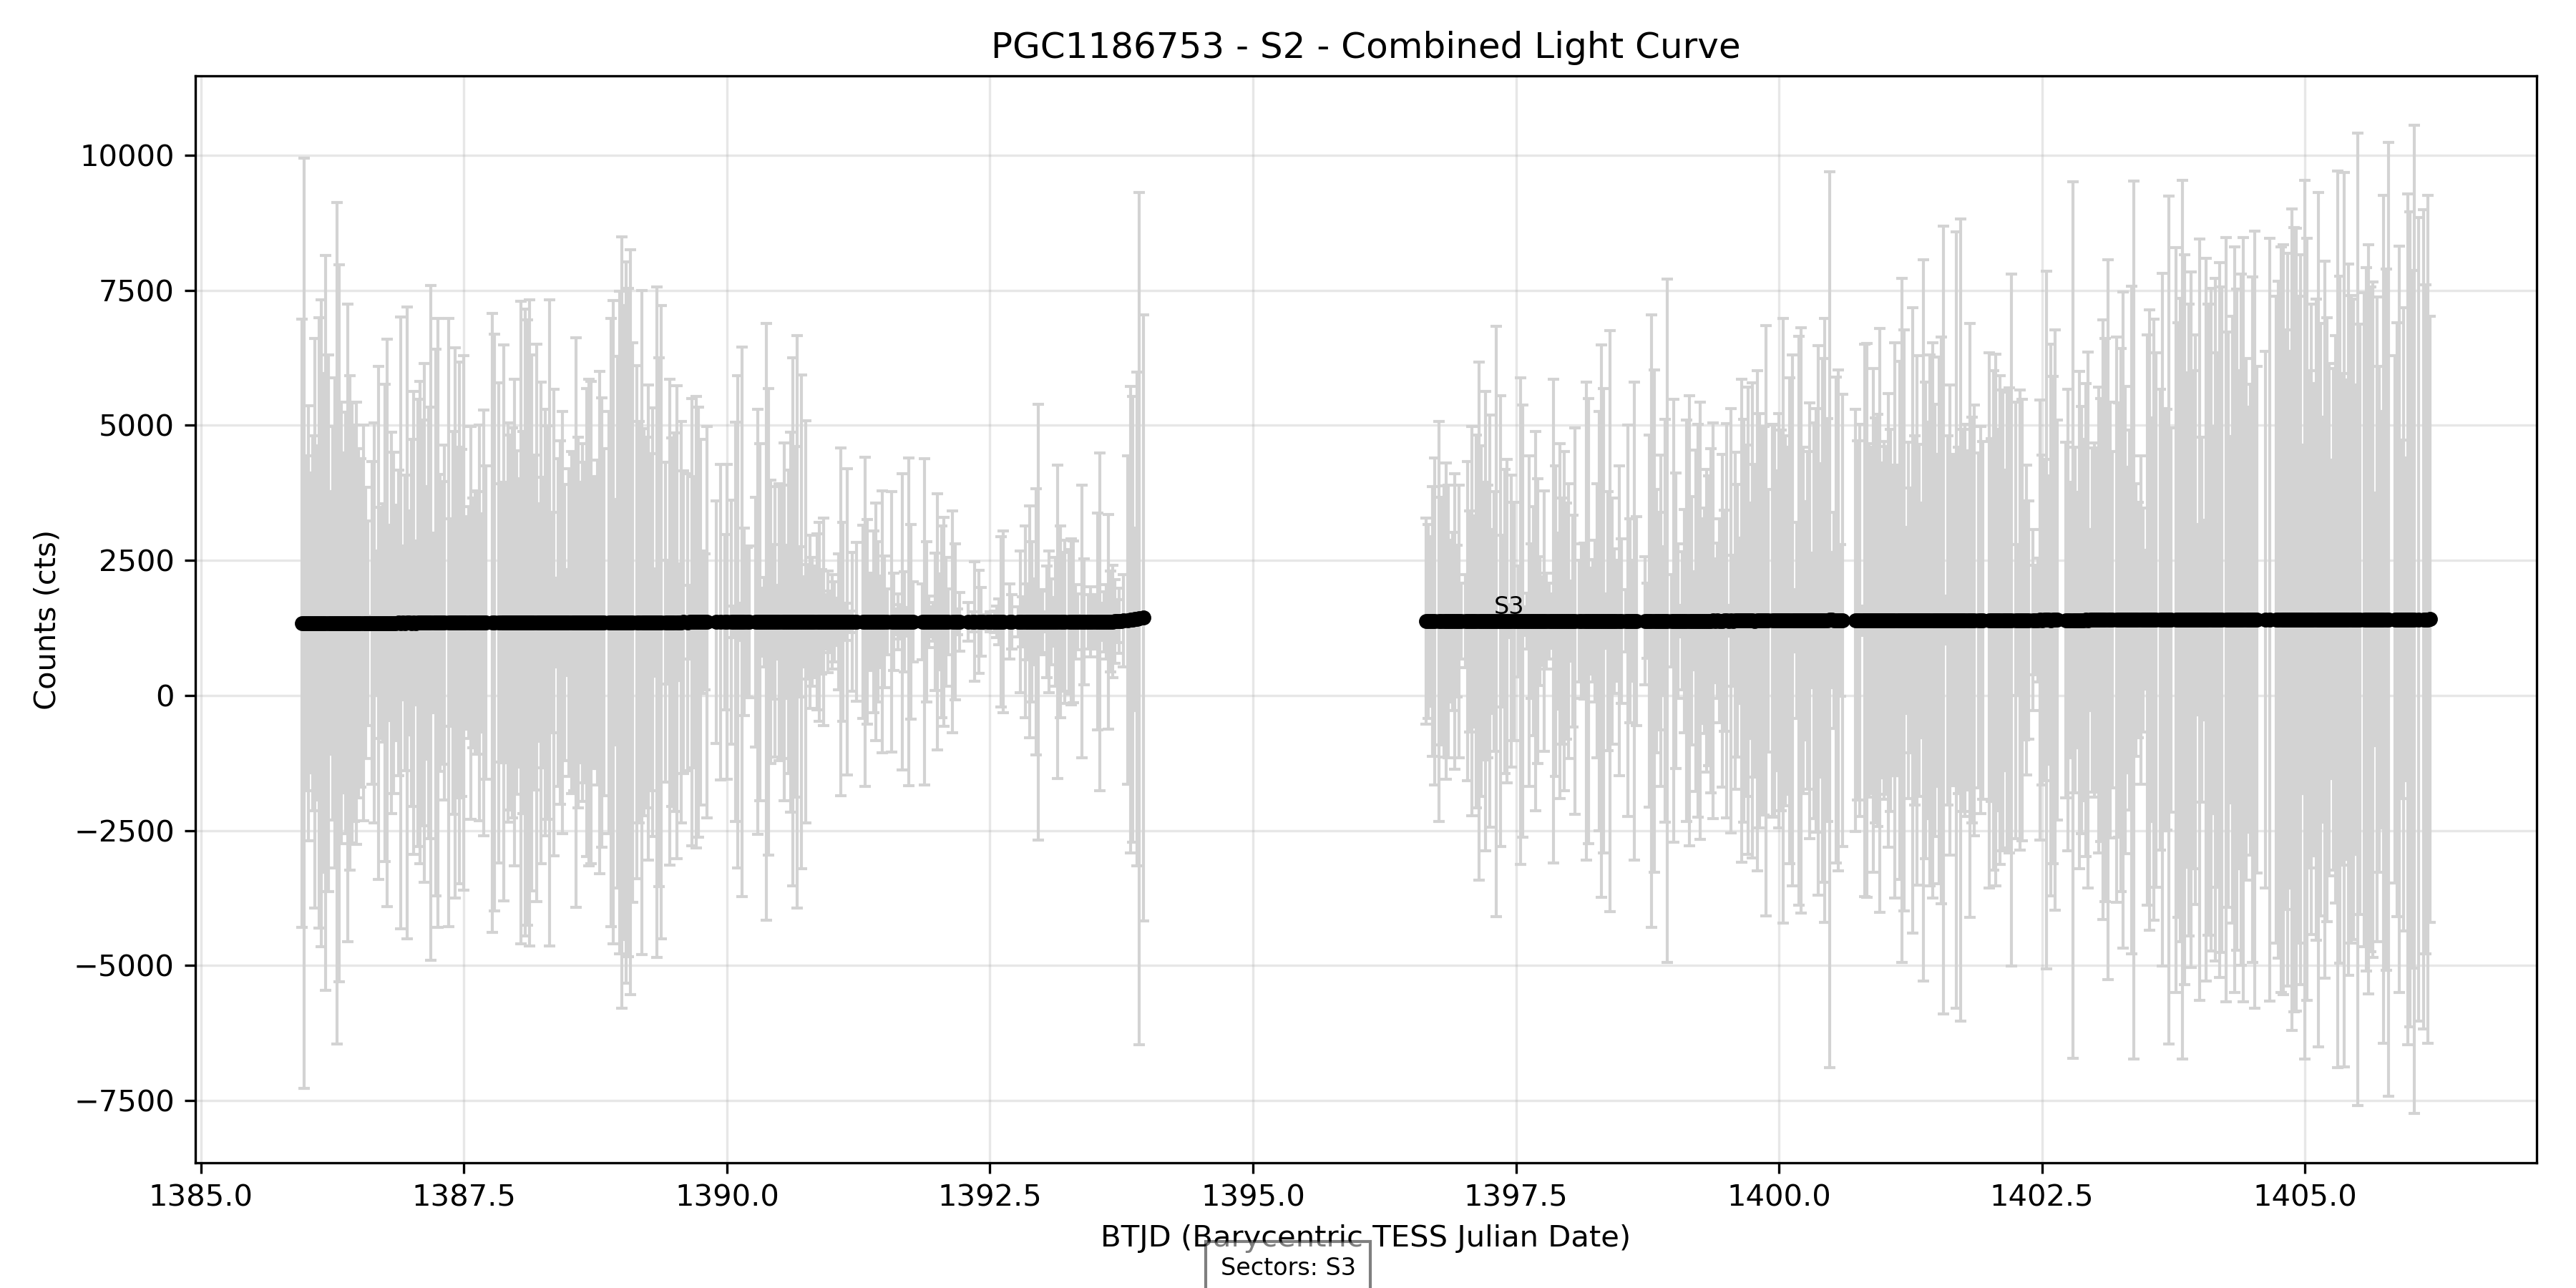 PGC1186753 - S2 - Combined Light Curve
10000
7500
5000
2500
0
−2500
−5000
−7500
Counts (cts)
S3
1385.0 1387.5 1390.0 1392.5 1395.0 1397.5 1400.0 1402.5 1405.0
BTJD (Barycentric TESS Julian Date)
Sectors: S3